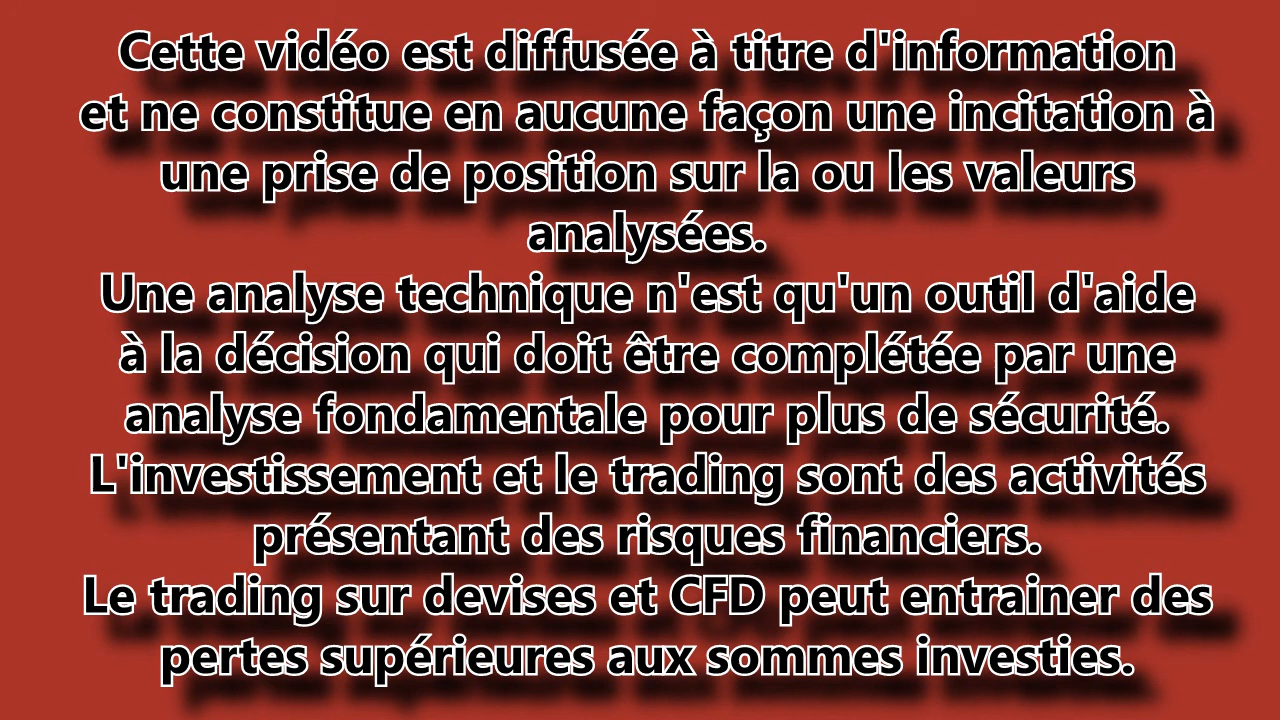 Cette vidéo est diffusée à titre d'information
et ne constitue en aucune façon une incitation à
une prise de position sur la ou les valeurs
analysées.
Une analyse technique n'est qu'un outil d'aide
à la décision qui doit être complétée par une
analyse fondamentale pour plus de sécurité.
L'investissement et le trading sont des activités
présentant des risques financiers.
Le trading sur devises et CFD peut entrainer des
pertes supérieures aux sommes investies.